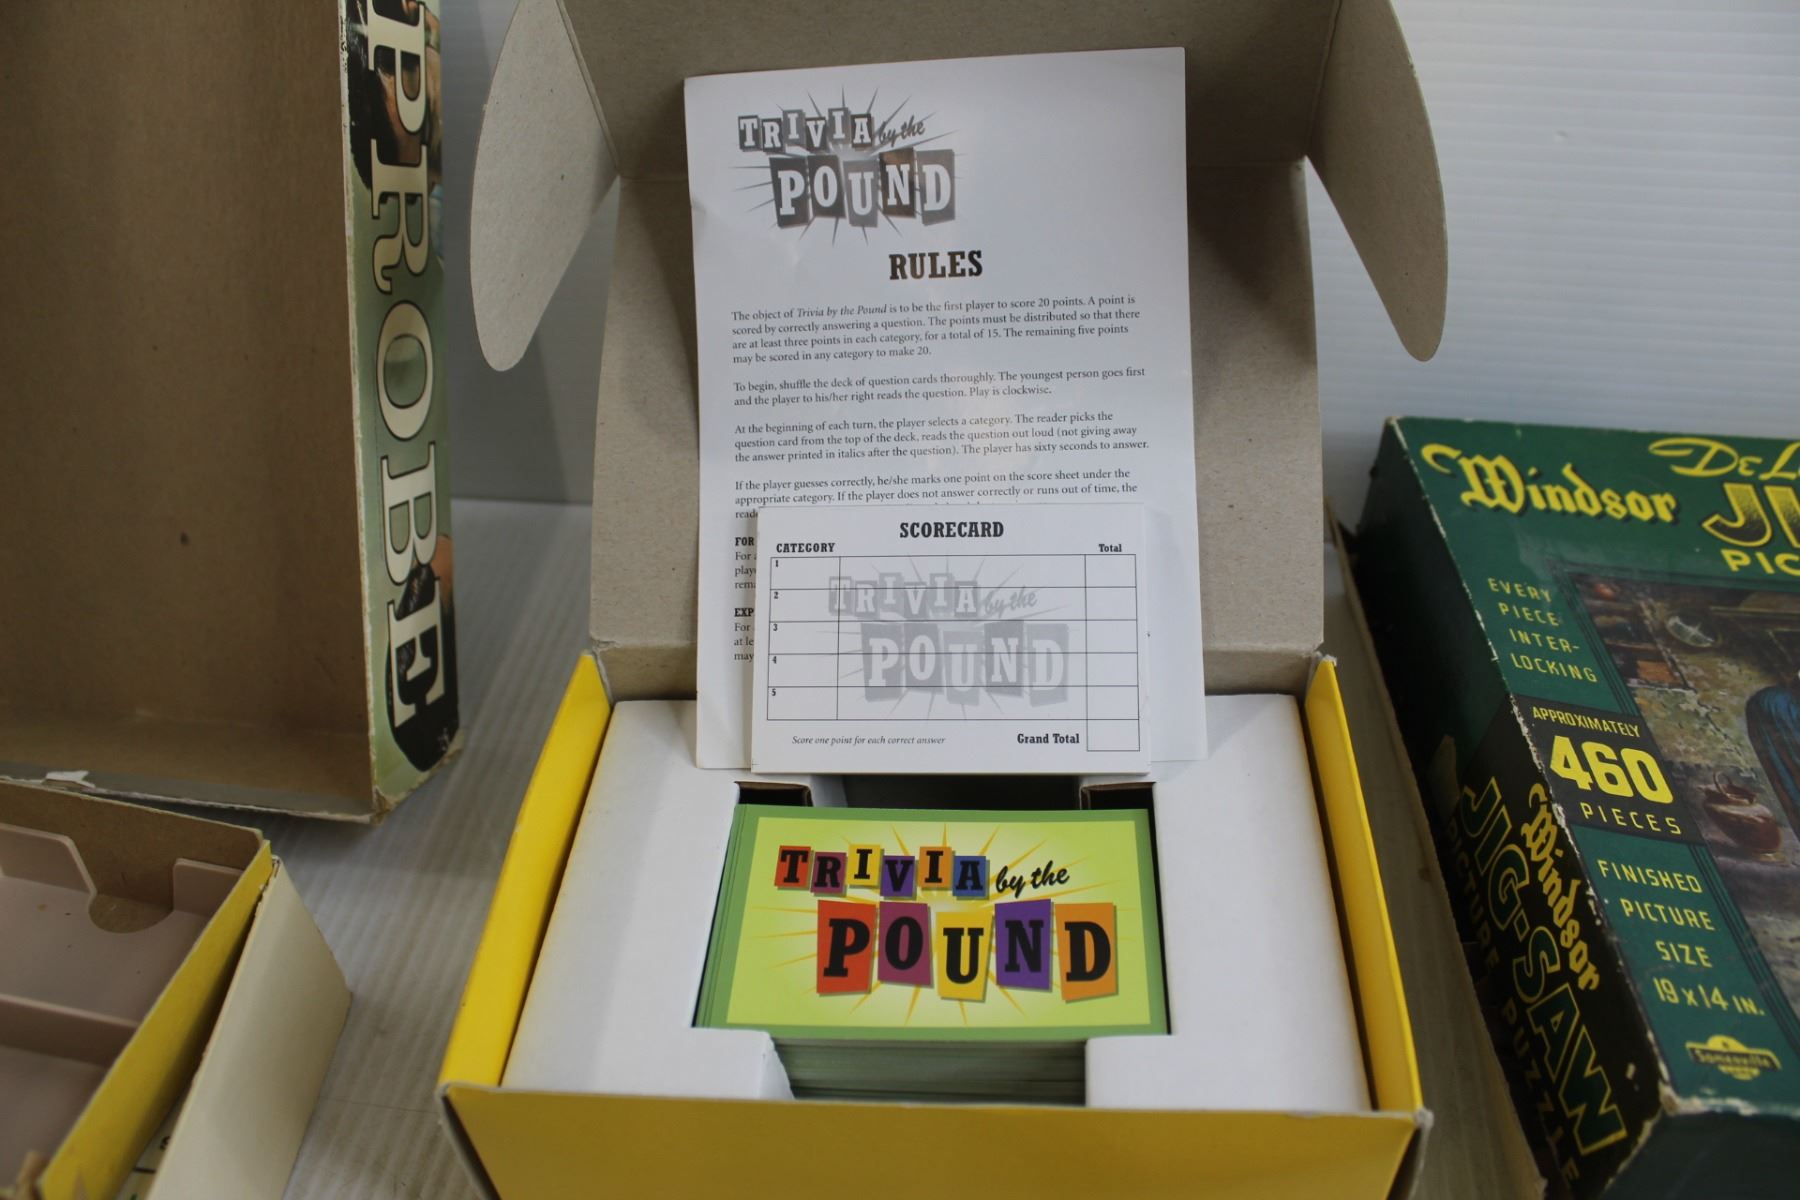 PROBE
TRIVIA by the
POUND
RULES
The object of Trivia by the Pound is to be the first player to score 20 points. A point is
scored by correctly answering a question. The points must be distributed so that there
are at least three points in each category, for a total of 15. The remaining five points
may be scored in any category to make 20.
To begin, shuffle the deck of question cards thoroughly. The youngest person goes first
and the player to his/her right reads the question. Play is clockwise.
At the beginning of each turn, the player selects a category. The reader picks the
question card from the top of the deck, reads the question out loud (not giving away
the answer printed in italics after the question). The player has sixty seconds to answer.
If the player guesses correctly, he/she marks one point on the score sheet under the
appropriate category. If the player does not answer correctly or runs out of time, the
FOR
For
EXP
For
at le
may
SCORECARD
CATEGORY Total
1
2
3
4
5
TRIVIA by the
POUND
Score one point for each correct answer Grand Total
TRIVIA by the
POUND
Windsor
EVERY
PIECE
INTER-
LOCKING
APPROXIMATELY
460
PIECES
FINISHED
PICTURE
SIZE
19 x 14 IN.
Windsor
JIG-SAW
PICTURE PUZZLE